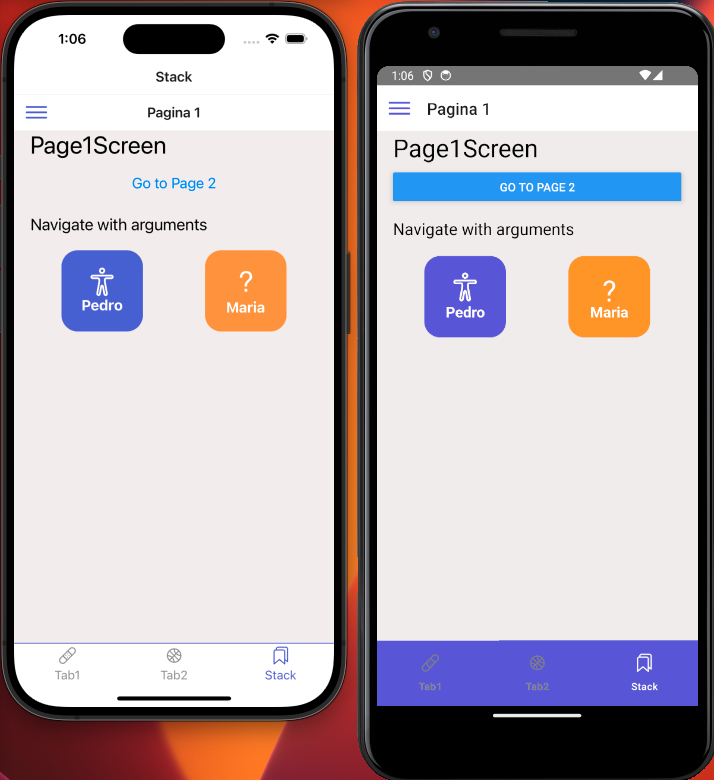 1:06
Stack
Pagina 1
Page1Screen
Go to Page 2
Navigate with arguments
?
Pedro
Maria
Tab1
Tab2
Stack
1:06
Pagina 1
Page1Screen
GO TO PAGE 2
Navigate with arguments
?
Pedro
Maria
Tab1
Tab2
Stack